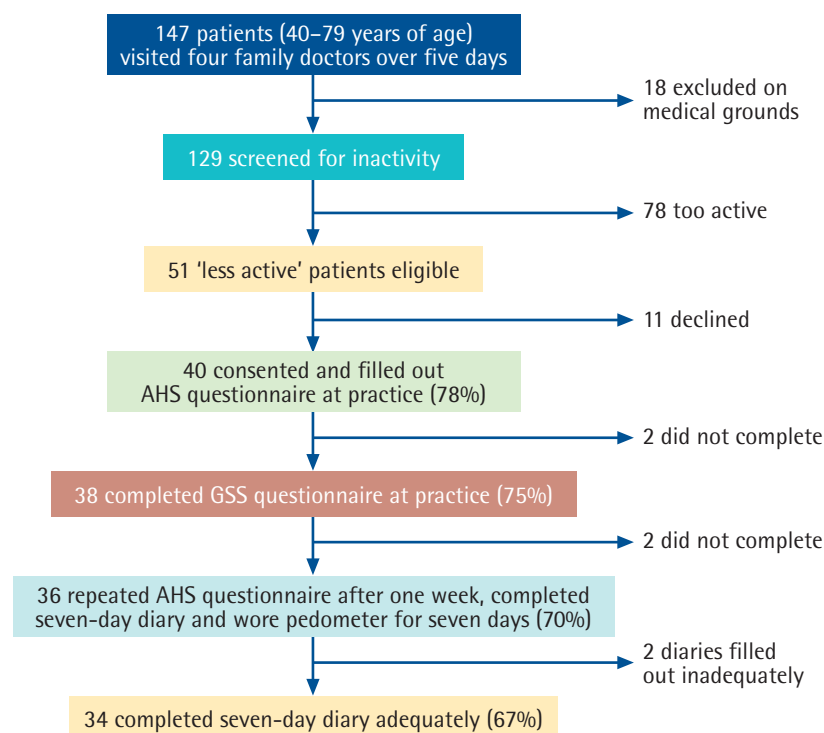 147 patients (40–79 years of age)
visited four family doctors over five days
18 excluded on
medical grounds
129 screened for inactivity
78 too active
51 ‘less active’ patients eligible
11 declined
40 consented and filled out
AHS questionnaire at practice (78%)
2 did not complete
38 completed GSS questionnaire at practice (75%)
2 did not complete
36 repeated AHS questionnaire after one week, completed
seven-day diary and wore pedometer for seven days (70%)
2 diaries filled
out inadequately
34 completed seven-day diary adequately (67%)